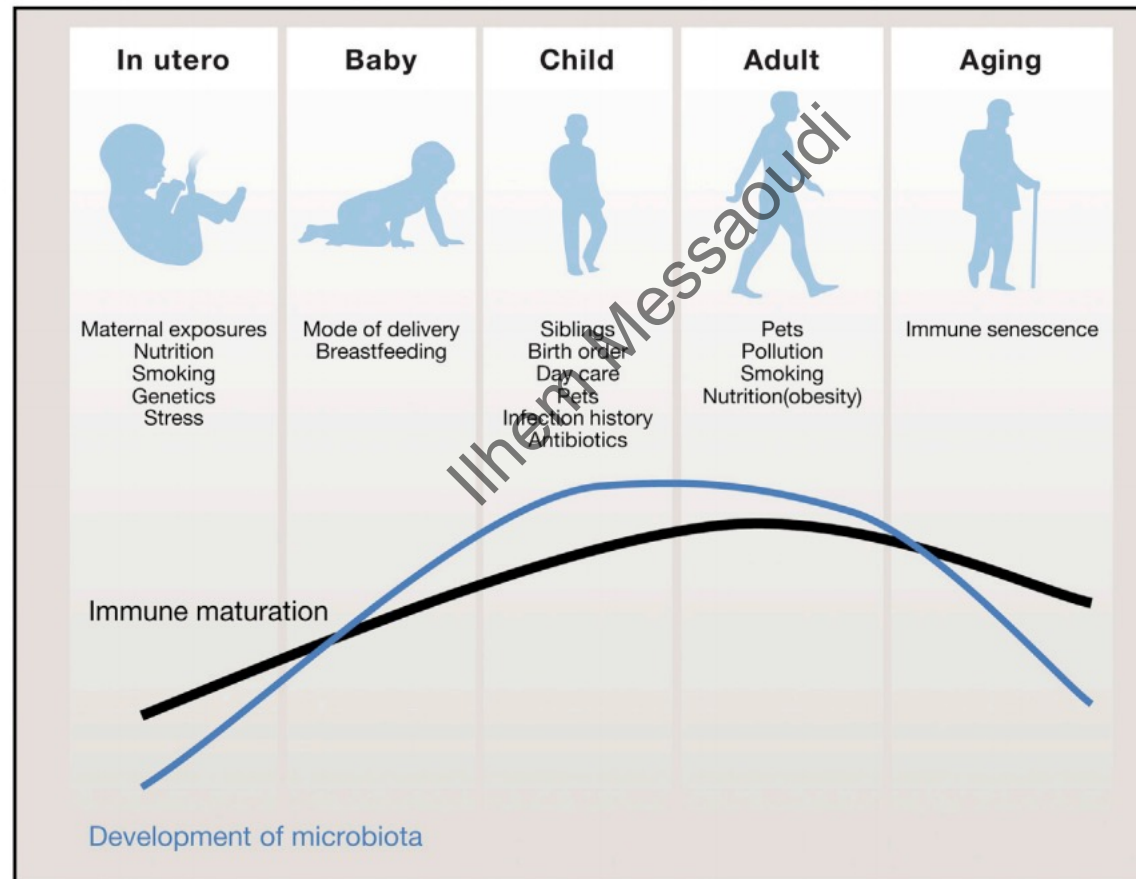 In utero
Baby
Child
Adult
Aging
Maternal exposures
Nutrition
Smoking
Genetics
Stress
Mode of delivery
Breastfeeding
Siblings
Birth order
Day care
Pets
Infection history
Antibiotics
Pets
Pollution
Smoking
Nutrition(obesity)
Immune senescence
Ilhem Messaoudi
Immune maturation
Development of microbiota